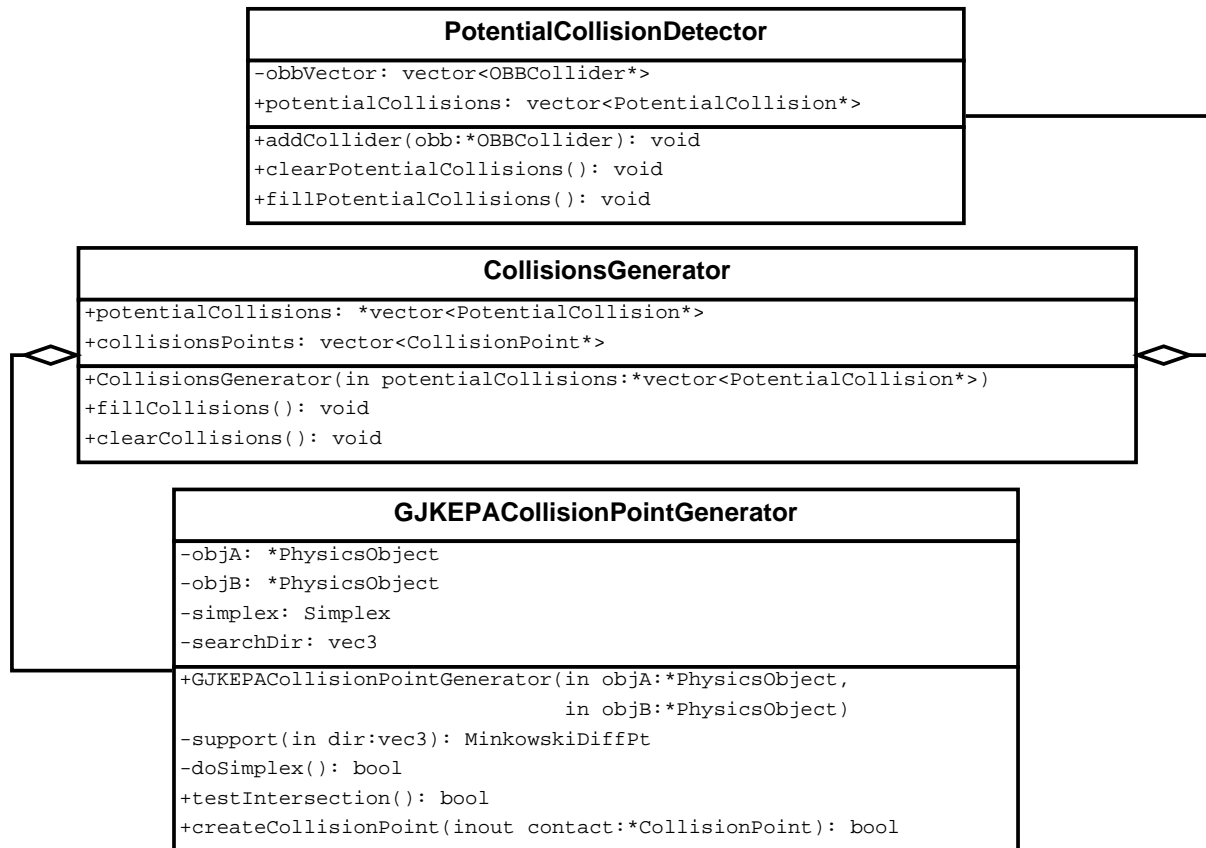 PotentialCollisionDetector
-obbVector: vector<OBBCollider*>
+potentialCollisions: vector<PotentialCollision*>
+addCollider(obb:*OBBCollider): void
+clearPotentialCollisions(): void
+fillPotentialCollisions(): void
CollisionsGenerator
+potentialCollisions: *vector<PotentialCollision*>
+collisionsPoints: vector<CollisionPoint*>
+CollisionsGenerator(in potentialCollisions:*vector<PotentialCollision*>)
+fillCollisions(): void
+clearCollisions(): void
GJKEPACollisionPointGenerator
-objA: *PhysicsObject
-objB: *PhysicsObject
-simplex: Simplex
-searchDir: vec3
+GJKEPACollisionPointGenerator(in objA:*PhysicsObject,
in objB:*PhysicsObject)
-support(in dir:vec3): MinkowskiDiffPt
-doSimplex(): bool
+testIntersection(): bool
+createCollisionPoint(inout contact:*CollisionPoint): bool